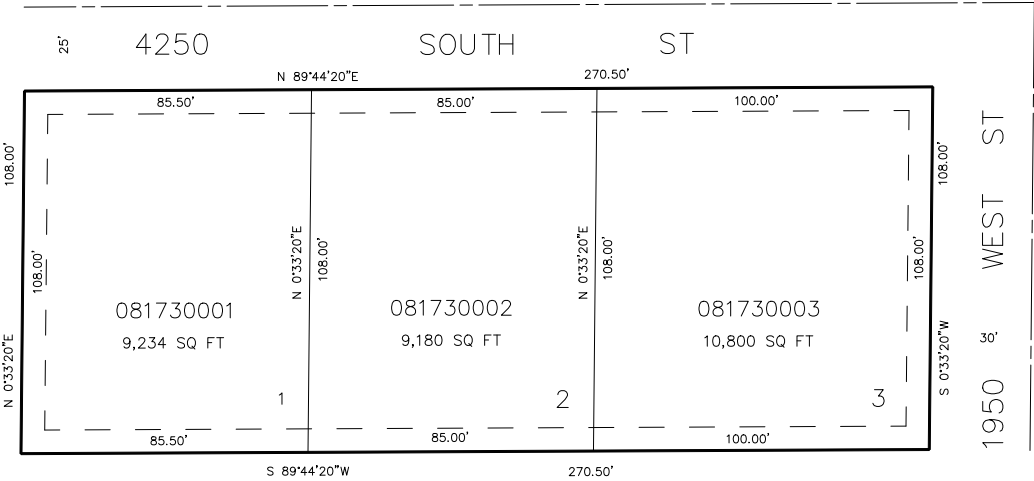 25' 4250 SOUTH ST
N 89°44'20"E 270.50'
85.50' 85.00' 100.00'
108.00'
108.00'
N 0°33'20"E
N 0°33'20"E
108.00'
N 0°33'20"E
108.00'
108.00'
108.00'
S 0°33'20"W
081730001 081730002 081730003
9,234 SQ FT 9,180 SQ FT 10,800 SQ FT
1 2 3
85.50' 85.00' 100.00'
S 89°44'20"W 270.50'
1950 30' WEST ST